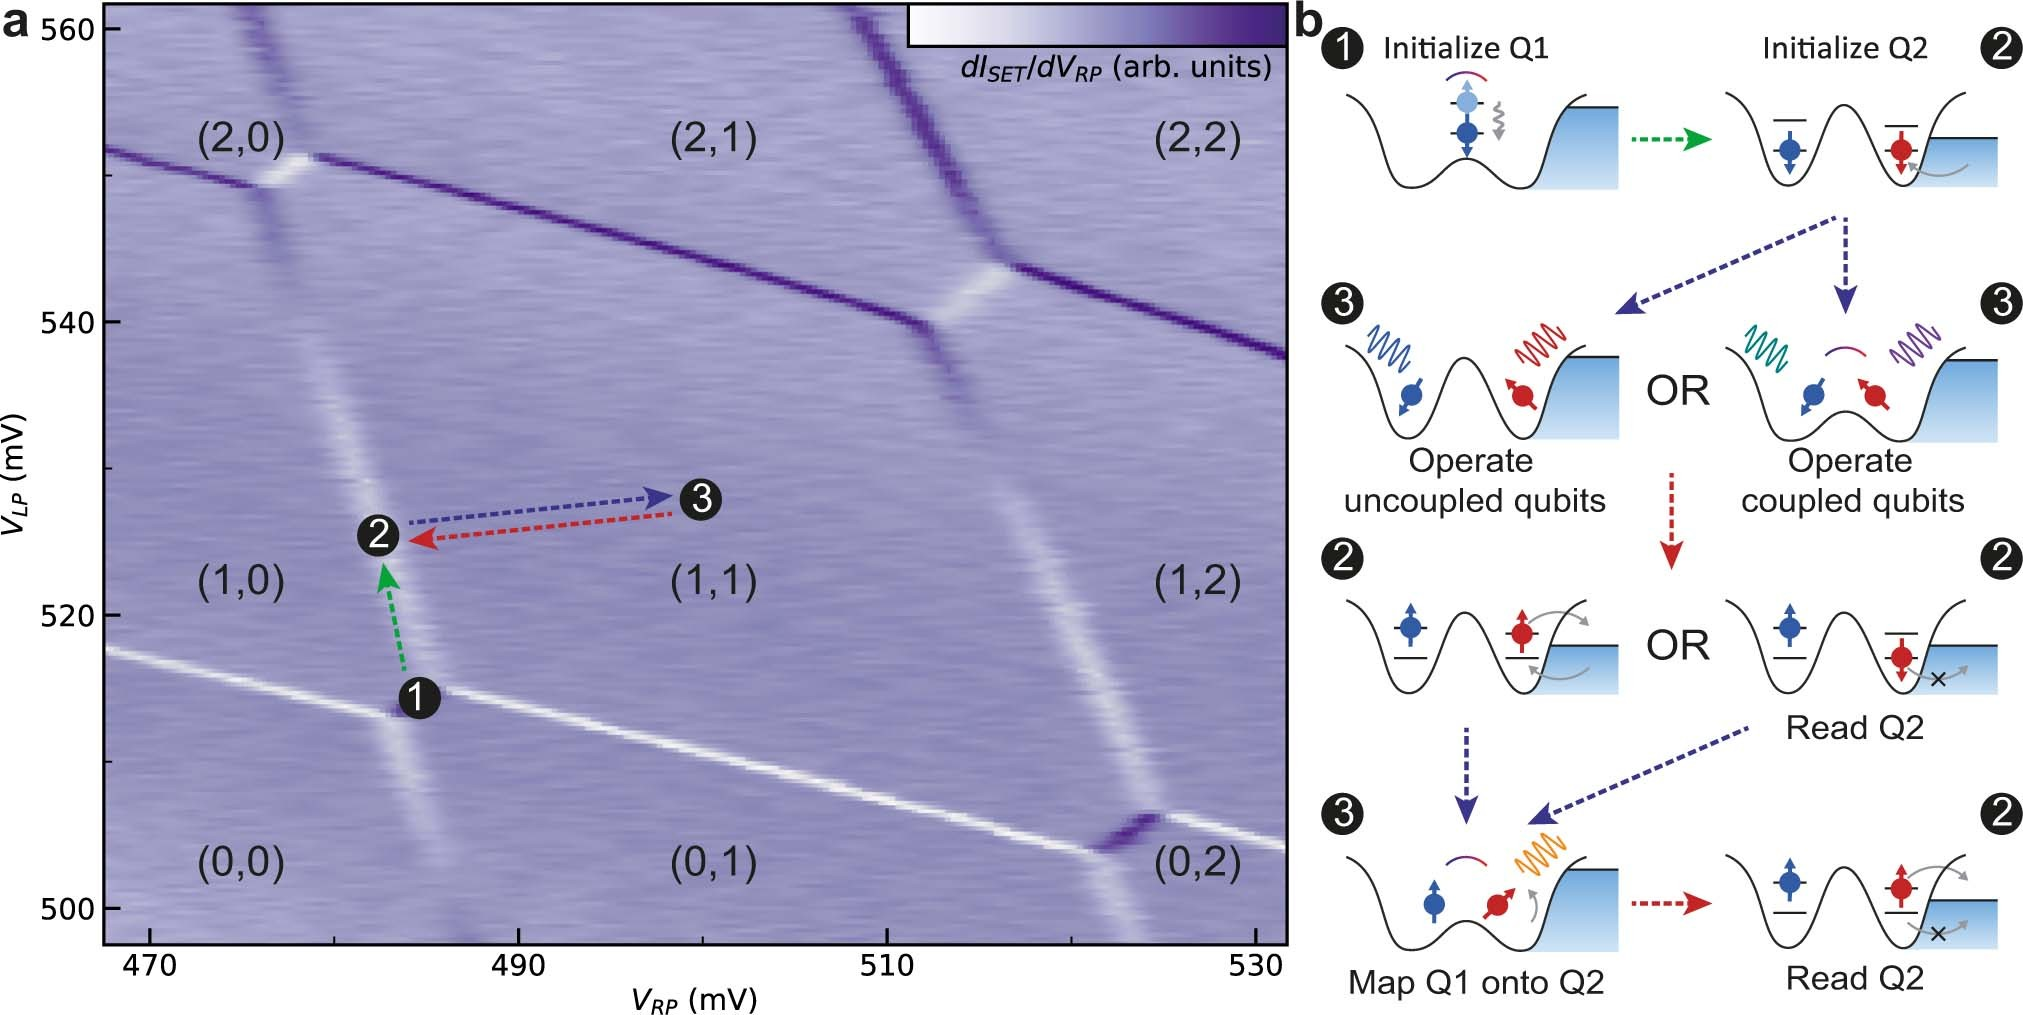 a
560
540
520
500
V_LP (mV)
470
490
510
530
V_RP (mV)
dI_SET/dV_RP (arb. units)
(2,0)
(2,1)
(2,2)
(1,0)
(1,1)
(1,2)
(0,0)
(0,1)
(0,2)
1
2
3
b
1 Initialize Q1
Initialize Q2 2
3
3
OR
Operate
uncoupled qubits
Operate
coupled qubits
2
2
OR
Read Q2
3
2
Map Q1 onto Q2
Read Q2